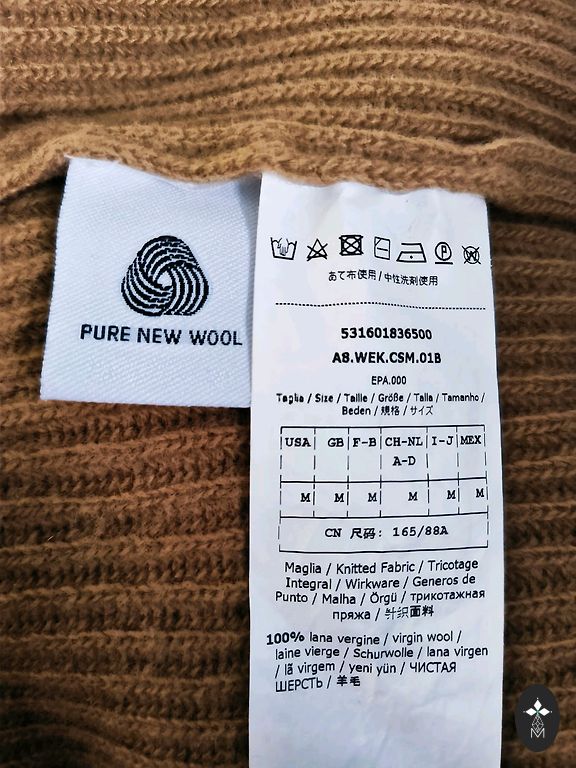 PURE NEW WOOL
あて布使用 / 中性洗剤使用
531601836500
A8.WEK.CSM.01B
EPA.000
Taglia / Size / Taille / Größe / Talla / Tamanho /
Beden / 規格 / サイズ
USA GB F-B CH-NL I-J MEX
A-D
M M M M M M
CN 尺码: 165/88A
Maglia / Knitted Fabric / Tricotage
Integral / Wirkware / Generos de
Punto / Malha / Örgü / трикотажная
пряжа / 针织面料
100% lana vergine / virgin wool /
laine vierge / Schurwolle / lana virgen
/ lã virgem / yeni yün / ЧИСТАЯ
ШЕРСТЬ / 羊毛
M